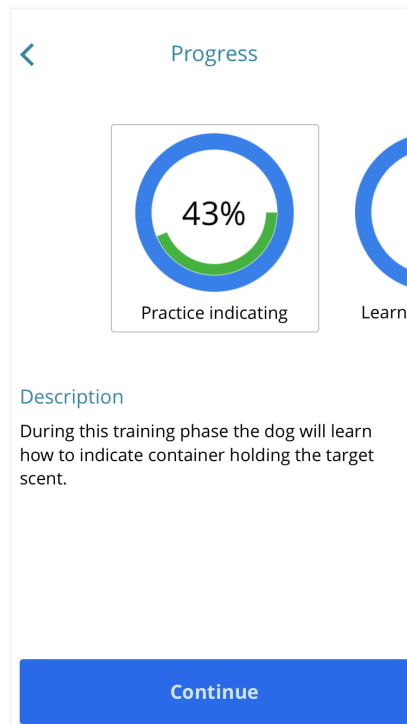 Progress
43%
Practice indicating
Learn
Description
During this training phase the dog will learn
how to indicate container holding the target
scent.
Continue